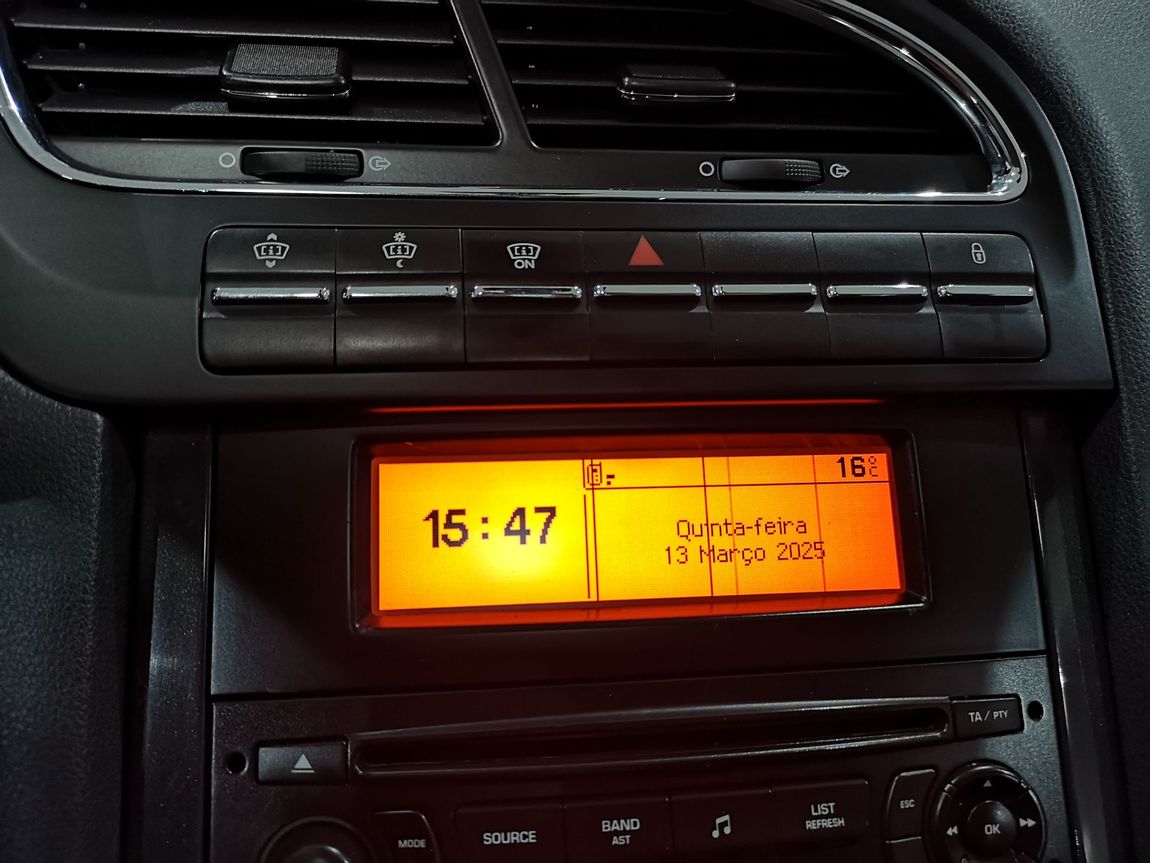 ON
16°C
15:47
Quinta-feira
13 Março 2025
TA / PTY
MODE
SOURCE
BAND
AST
LIST
REFRESH
ESC
OK